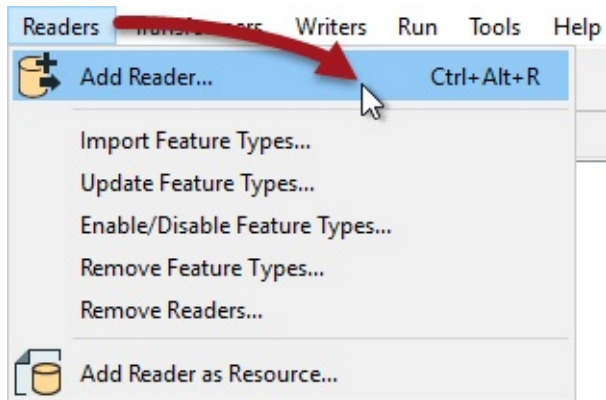 Readers Transformers Writers Run Tools Help
Add Reader... Ctrl+Alt+R
Import Feature Types...
Update Feature Types...
Enable/Disable Feature Types...
Remove Feature Types...
Remove Readers...
Add Reader as Resource...